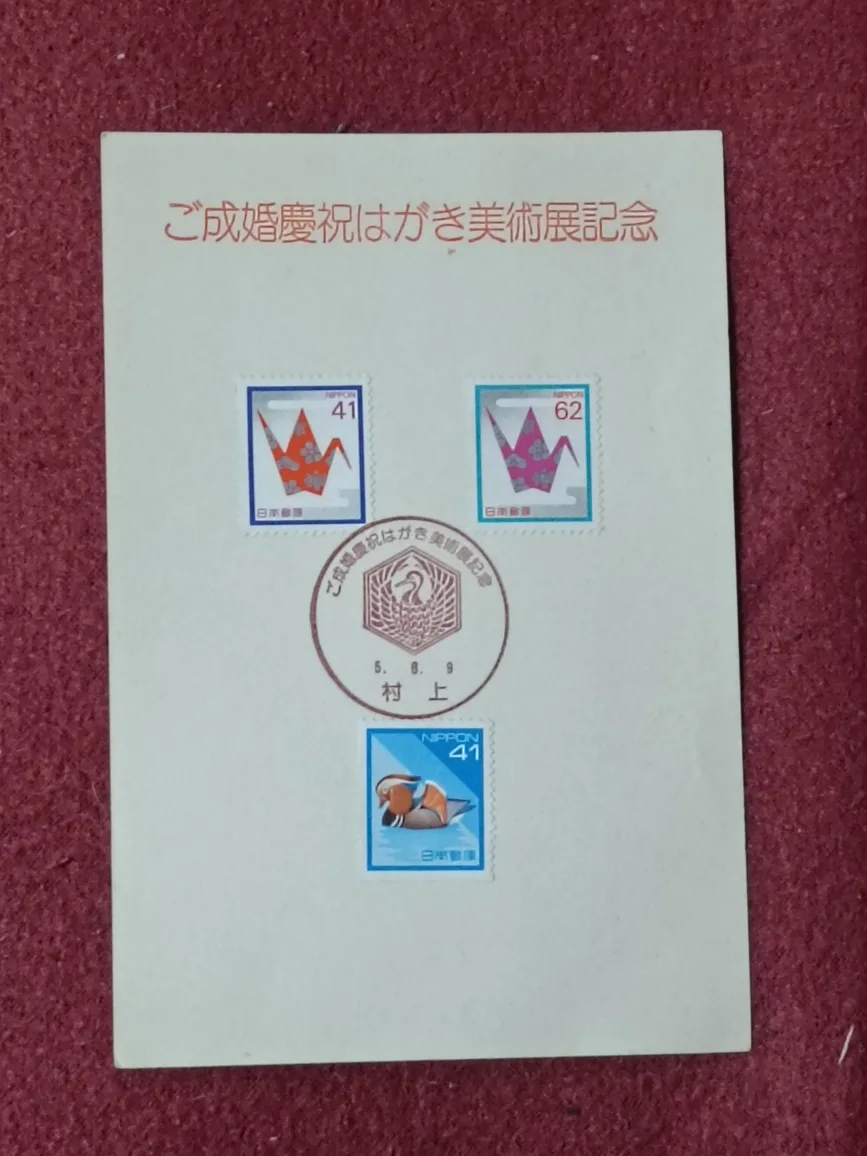 ご成婚慶祝はがき美術展記念
NIPPON
41
日本郵便
NIPPON
62
日本郵便
ご成婚慶祝はがき美術展記念
5. 6. 9
村上
NIPPON
41
日本郵便